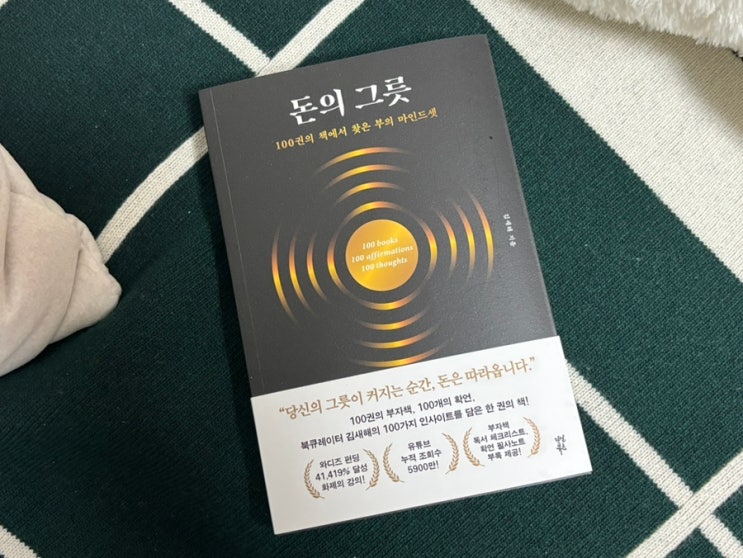 돈의 그릇
100권의 책에서 찾은 부의 마인드셋
100 books
100 affirmations
100 thoughts
김새해 지음
“당신의 그릇이 커지는 순간, 돈은 따라옵니다.”
100권의 부자책, 100개의 확언.
북큐레이터 김새해의 100가지 인사이트를 담은 한 권의 책!
와디즈 펀딩
41,419% 달성
화제의 강의!
유튜브
누적 조회수
5900만!
부자책
독서 체크리스트,
확언 필사노트
부록 제공!